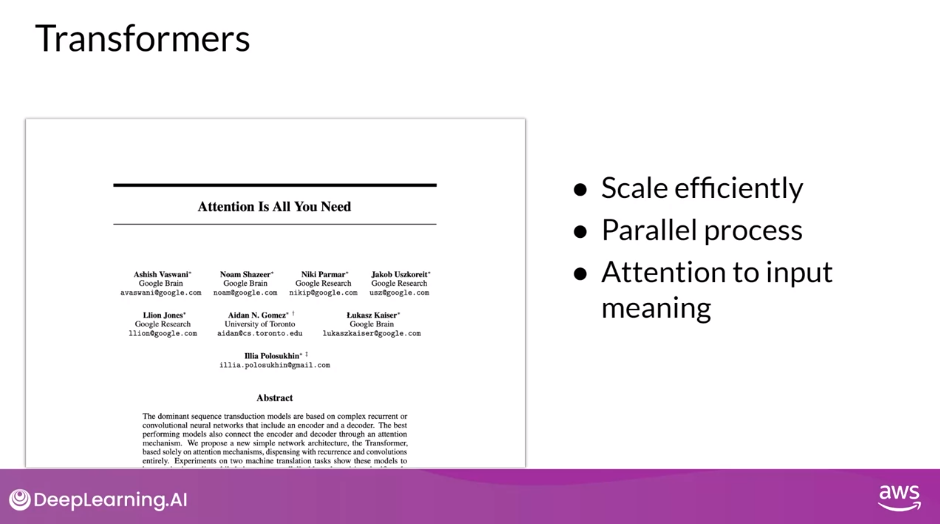 Transformers
Attention Is All You Need
Ashish Vaswani* Noam Shazeer* Niki Parmar* Jakob Uszkoreit*
Google Brain Google Brain Google Research Google Research
avaswani@google.com noam@google.com nikip@google.com usz@google.com
Llion Jones* Aidan N. Gomez* † Łukasz Kaiser*
Google Research University of Toronto Google Brain
llion@google.com aidan@cs.toronto.edu lukaszkaiser@google.com
Illia Polosukhin* ‡
illia.polosukhin@gmail.com
Abstract
The dominant sequence transduction models are based on complex recurrent or
convolutional neural networks that include an encoder and a decoder. The best
performing models also connect the encoder and decoder through an attention
mechanism. We propose a new simple network architecture, the Transformer,
based solely on attention mechanisms, dispensing with recurrence and convolutions
entirely. Experiments on two machine translation tasks show these models to
● Scale efficiently
● Parallel process
● Attention to input
meaning
DeepLearning.AI
aws